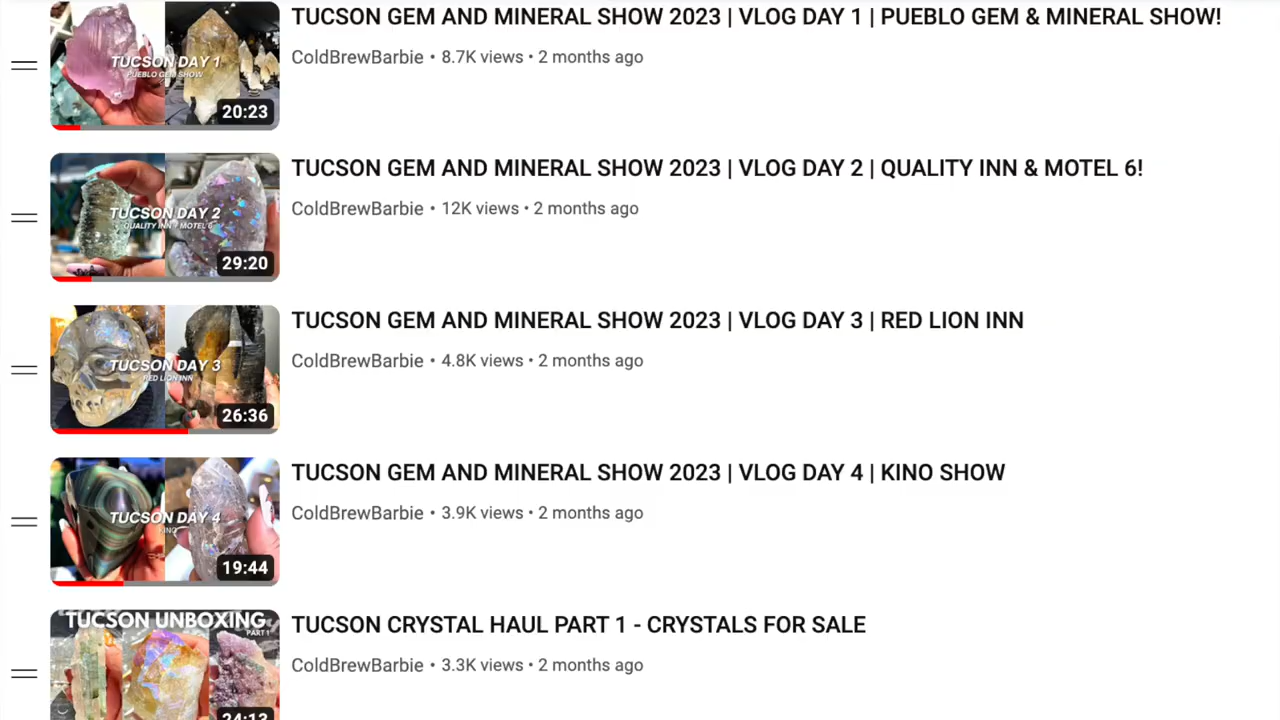 TUCSON GEM AND MINERAL SHOW 2023 | VLOG DAY 1 | PUEBLO GEM & MINERAL SHOW!
ColdBrewBarbie • 8.7K views • 2 months ago
TUCSON DAY 1
PUEBLO GEM SHOW
20:23
TUCSON GEM AND MINERAL SHOW 2023 | VLOG DAY 2 | QUALITY INN & MOTEL 6!
ColdBrewBarbie • 12K views • 2 months ago
TUCSON DAY 2
QUALITY INN + MOTEL 6
29:20
TUCSON GEM AND MINERAL SHOW 2023 | VLOG DAY 3 | RED LION INN
ColdBrewBarbie • 4.8K views • 2 months ago
TUCSON DAY 3
RED LION INN
26:36
TUCSON GEM AND MINERAL SHOW 2023 | VLOG DAY 4 | KINO SHOW
ColdBrewBarbie • 3.9K views • 2 months ago
TUCSON DAY 4
KINO
19:44
TUCSON CRYSTAL HAUL PART 1 - CRYSTALS FOR SALE
ColdBrewBarbie • 3.3K views • 2 months ago
TUCSON UNBOXING
PART 1
24:13